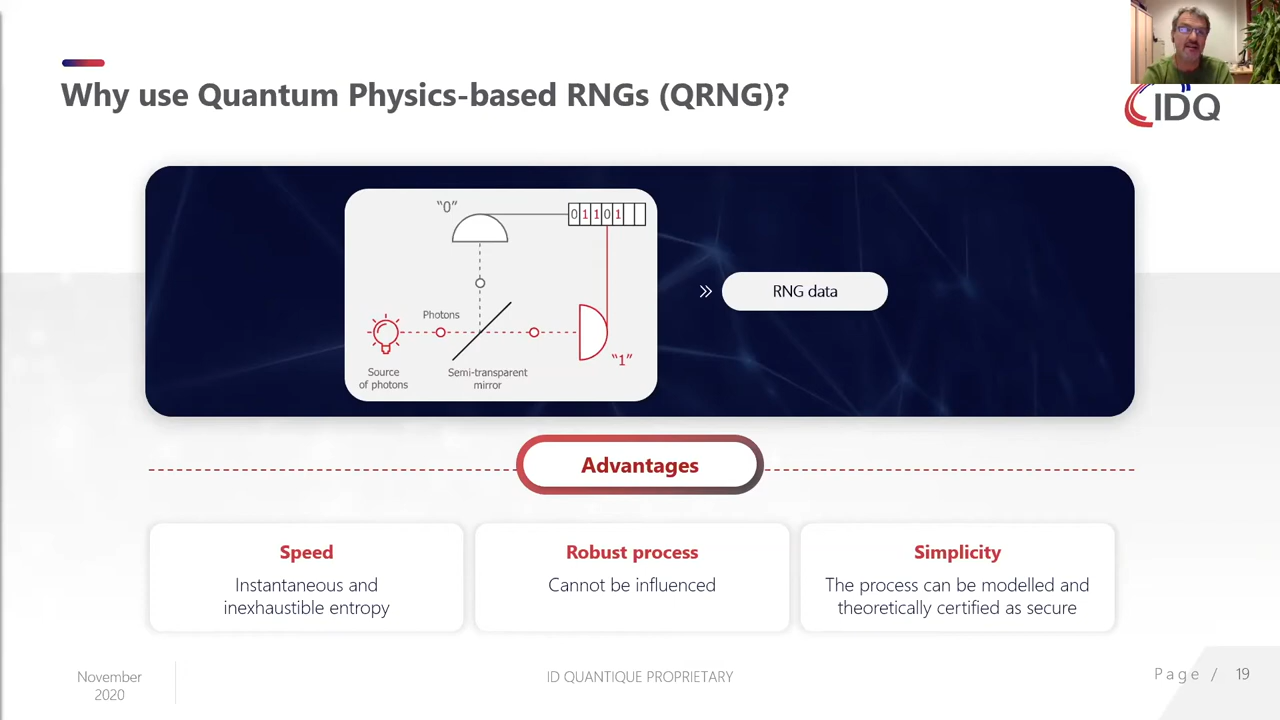 Why use Quantum Physics-based RNGs (QRNG)?
IDQ
“0”
0 1 1 0 1
Photons
“1”
Source
of photons
Semi-transparent
mirror
RNG data
Advantages
Speed
Instantaneous and
inexhaustible entropy
Robust process
Cannot be influenced
Simplicity
The process can be modelled and
theoretically certified as secure
November
2020
ID QUANTIQUE PROPRIETARY
Page / 19